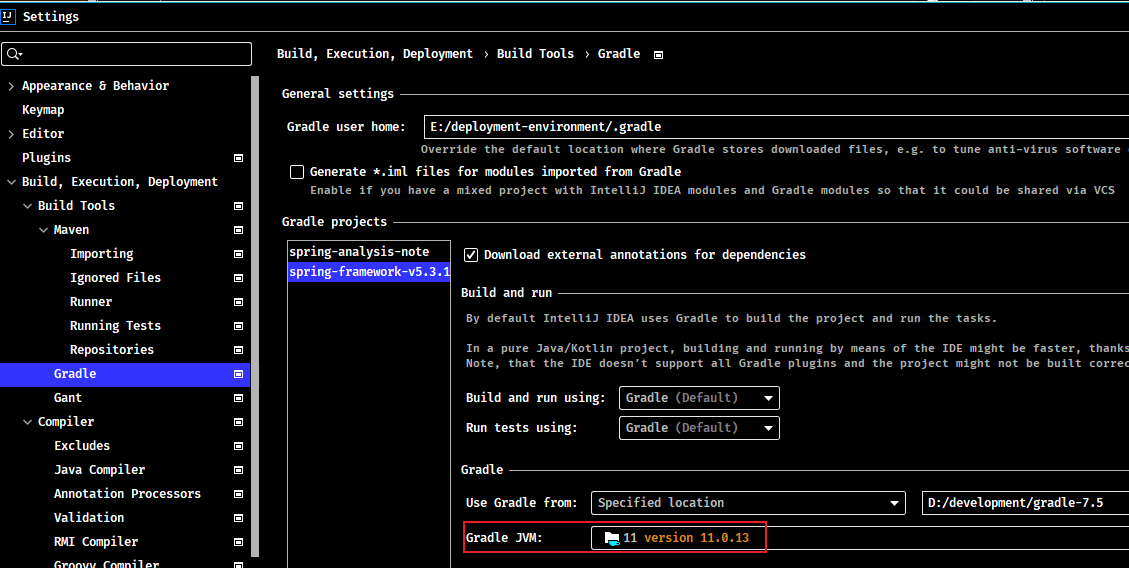 IJ Settings
Build, Execution, Deployment › Build Tools › Gradle
Appearance & Behavior
Keymap
Editor
Plugins
Build, Execution, Deployment
Build Tools
Maven
Importing
Ignored Files
Runner
Running Tests
Repositories
Gradle
Gant
Compiler
Excludes
Java Compiler
Annotation Processors
Validation
RMI Compiler
Groovy Compiler
General settings
Gradle user home: E:/deployment-environment/.gradle
Override the default location where Gradle stores downloaded files, e.g. to tune anti-virus software
Generate *.iml files for modules imported from Gradle
Enable if you have a mixed project with IntelliJ IDEA modules and Gradle modules so that it could be shared via VCS
Gradle projects
spring-analysis-note
spring-framework-v5.3.1
Download external annotations for dependencies
Build and run
By default IntelliJ IDEA uses Gradle to build the project and run the tasks.
In a pure Java/Kotlin project, building and running by means of the IDE might be faster, thanks
Note, that the IDE doesn't support all Gradle plugins and the project might not be built correc
Build and run using: Gradle (Default)
Run tests using: Gradle (Default)
Gradle
Use Gradle from: Specified location D:/development/gradle-7.5
Gradle JVM: 11 version 11.0.13